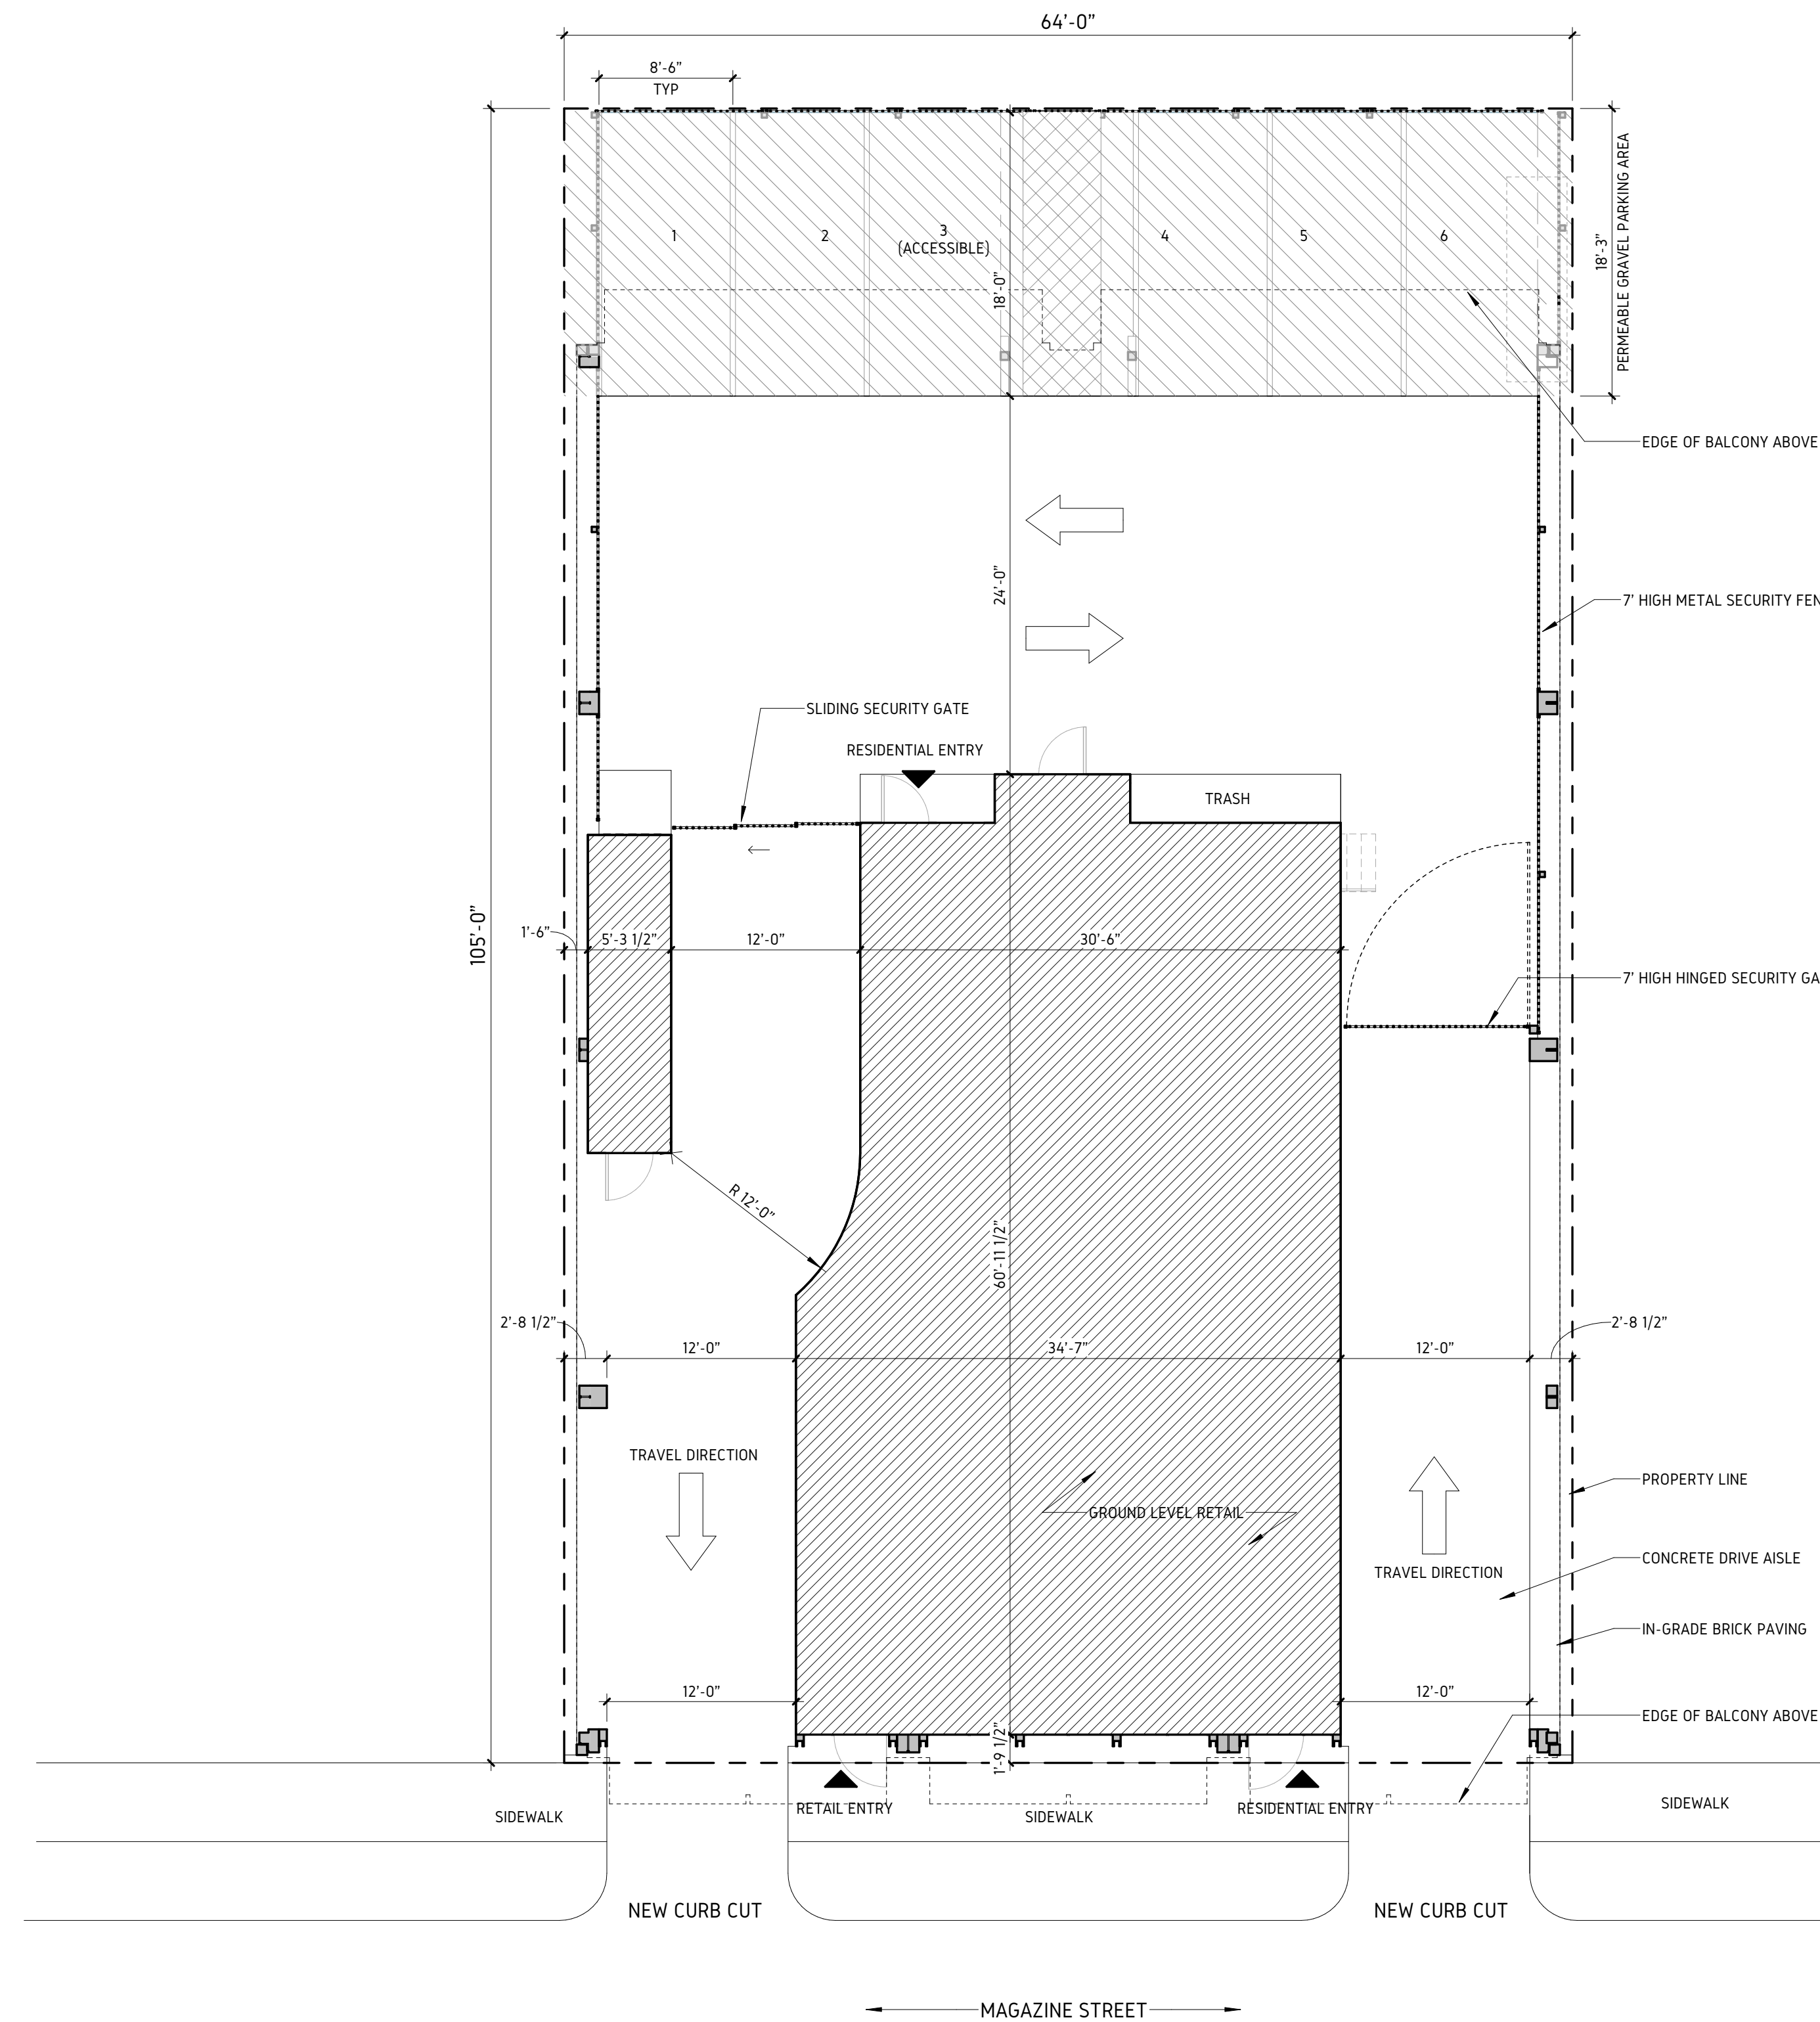 64'-0"
8'-6"
TYP
1
2
3
(ACCESSIBLE)
4
5
6
18'-0"
18'-3"
PERMEABLE GRAVEL PARKING AREA
EDGE OF BALCONY ABOVE
24'-0"
7' HIGH METAL SECURITY FEN
SLIDING SECURITY GATE
RESIDENTIAL ENTRY
TRASH
105'-0"
1'-6"
5'-3 1/2"
12'-0"
30'-6"
7' HIGH HINGED SECURITY GA
R 12'-0"
60'-11 1/2"
2'-8 1/2"
12'-0"
34'-7"
12'-0"
2'-8 1/2"
TRAVEL DIRECTION
PROPERTY LINE
GROUND LEVEL RETAIL
CONCRETE DRIVE AISLE
TRAVEL DIRECTION
IN-GRADE BRICK PAVING
12'-0"
12'-0"
EDGE OF BALCONY ABOVE
1'-9 1/2"
SIDEWALK
RETAIL ENTRY
SIDEWALK
RESIDENTIAL ENTRY
SIDEWALK
NEW CURB CUT
NEW CURB CUT
MAGAZINE STREET